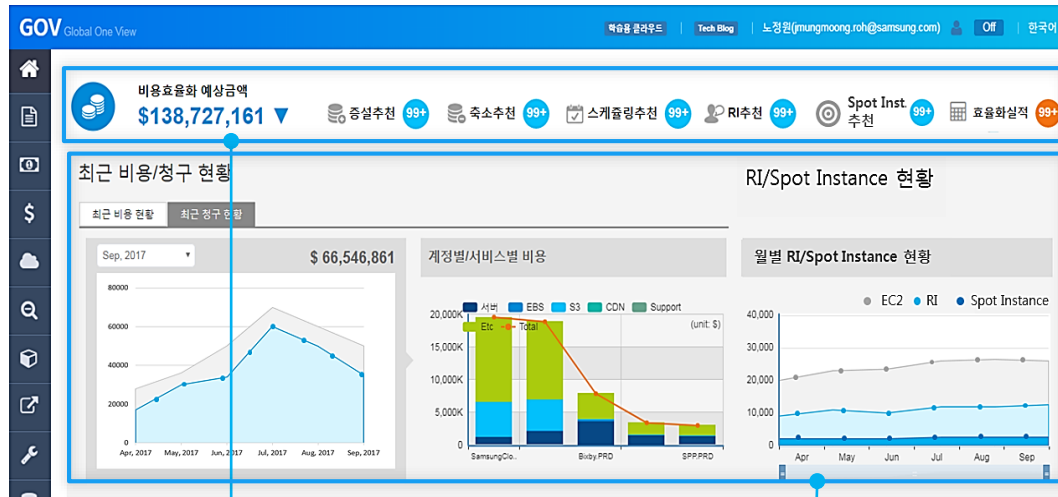 GOV Global One View
학습용 클라우드 | Tech Blog | 노정원(jmungmoong.roh@samsung.com) Off | 한국어
비용효율화 예상금액
$138,727,161 ▼
증설추천 99+
축소추천 99+
스케쥴링추천 99+
RI추천 99+
Spot Inst.
추천 99+
효율화실적 99+
최근 비용/청구 현황
최근 비용 현황
최근 청구 현황
Sep, 2017 ▼
$ 66,546,861
80000
60000
40000
20000
0
Apr, 2017 May, 2017 Jun, 2017 Jul, 2017 Aug, 2017 Sep, 2017
계정별/서비스별 비용
서버 EBS S3 CDN Support
Etc Total
(unit: $)
20,000K
15,000K
10,000K
5,000K
0
SamsungClo.. Bixby.PRD SPP.PRD
RI/Spot Instance 현황
월별 RI/Spot Instance 현황
EC2 RI Spot Instance
40,000
30,000
20,000
10,000
0
Apr May Jun Jul Aug Sep